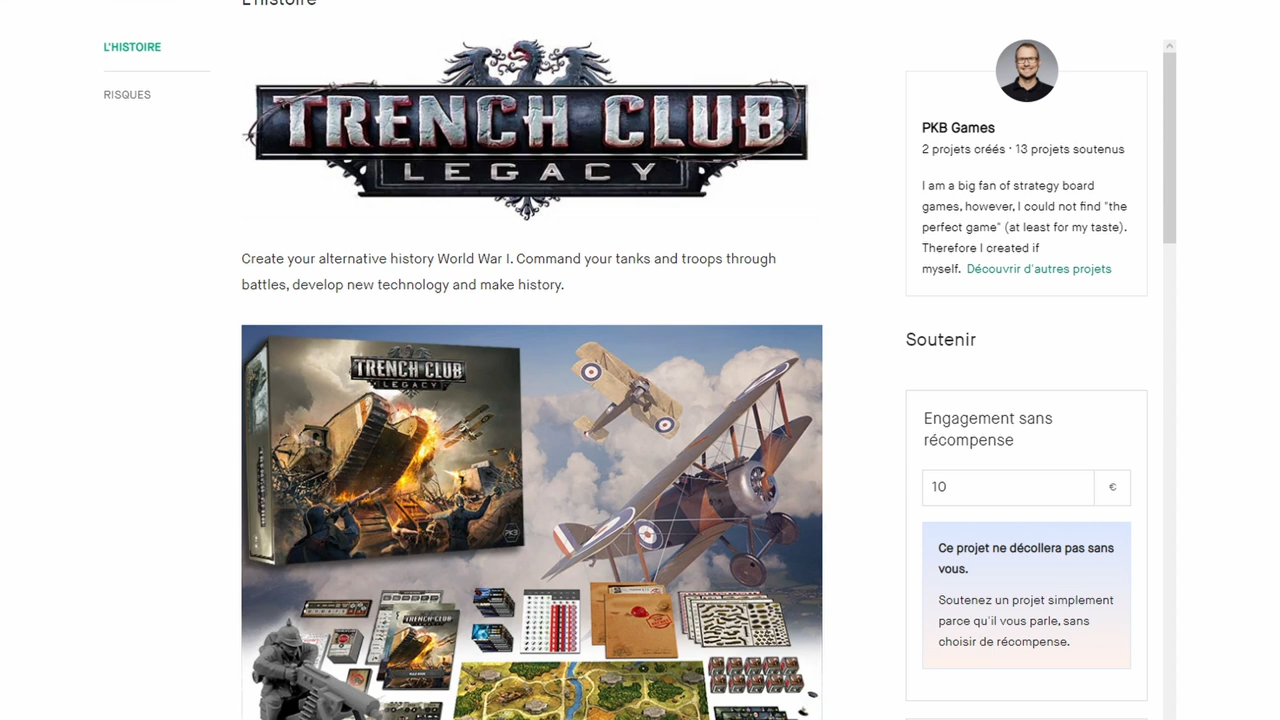 L'histoire
L'HISTOIRE
RISQUES
TRENCH CLUB
LEGACY
Create your alternative history World War I. Command your tanks and troops through
battles, develop new technology and make history.
TRENCH CLUB
LEGACY
PKB
TRENCH CLUB
PKB Games
2 projets créés · 13 projets soutenus
I am a big fan of strategy board
games, however, I could not find "the
perfect game" (at least for my taste).
Therefore I created if
myself. Découvrir d'autres projets
Soutenir
Engagement sans
récompense
10
€
Ce projet ne décollera pas sans
vous.
Soutenez un projet simplement
parce qu'il vous parle, sans
choisir de récompense.